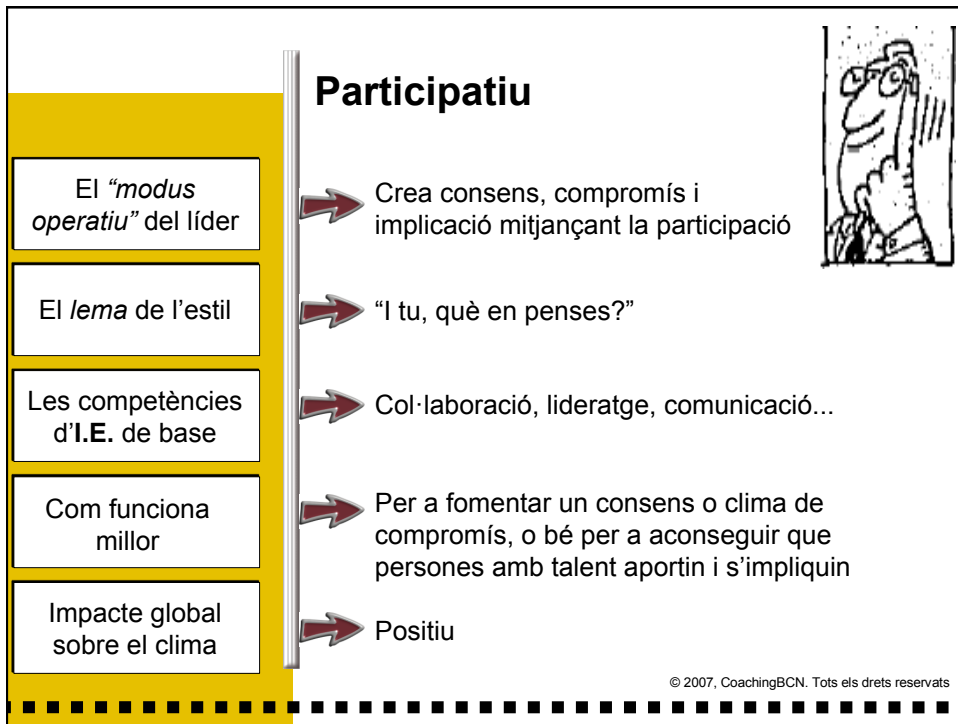 Participatiu
El “modus
operatiu” del líder
Crea consens, compromís i
implicació mitjançant la participació
El lema de l’estil
“I tu, què en penses?”
Les competències
d’I.E. de base
Col·laboració, lideratge, comunicació...
Com funciona
millor
Per a fomentar un consens o clima de
compromís, o bé per a aconseguir que
persones amb talent aportin i s’impliquin
Impacte global
sobre el clima
Positiu
© 2007, CoachingBCN. Tots els drets reservats